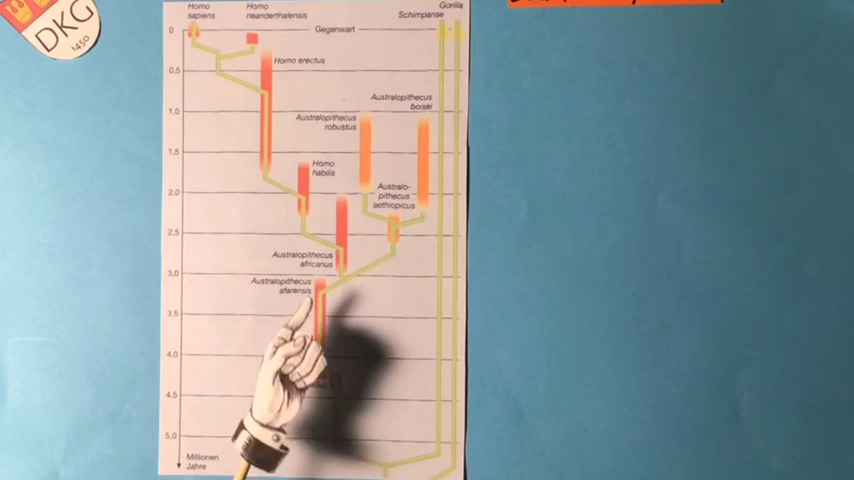 Homo
sapiens
Homo
neanderthalensis
Gorilla
Schimpanse
DKG
1450
0
Gegenwart
Homo erectus
0,5
Australopithecus
boisei
1,0
Australopithecus
robustus
1,5
Homo
habilis
2,0
Australo-
pithecus
aethiopicus
2,5
Australopithecus
africanus
3,0
Australopithecus
afarensis
3,5
4,0
4,5
5,0
Millionen
Jahre